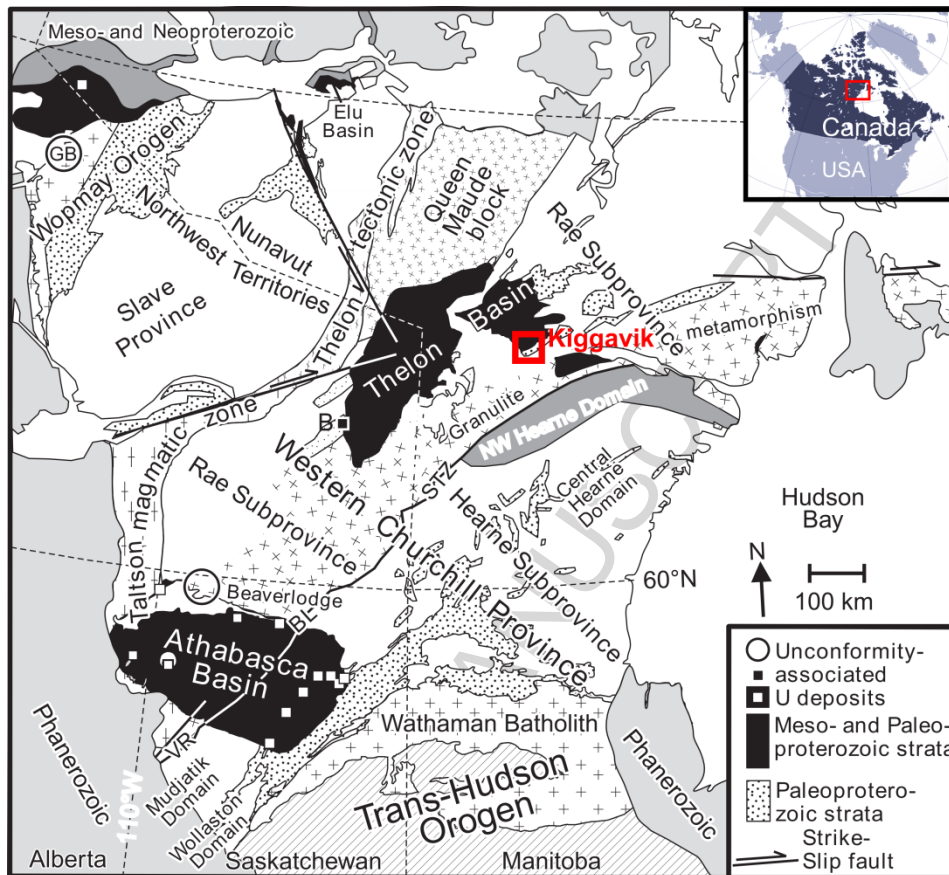 Meso- and Neoproterozoic
Elu
Basin
GB
Wopmay Orogen
Northwest Territories
Nunavut
Slave
Province
Thelon tectonic zone
Queen
Maude
block
Rae Subprovince
metamorphism
Thelon
Basin
Kiggavik
Granulite
NW Hearne Domain
B
Taltson magmatic zone
Western Churchill Province
Rae Subprovince
STZ
Hearne Subprovince
Central
Hearne
Domain
Hudson
Bay
N
100 km
60°N
Beaverlodge
BL
Athabasca
Basin
VR
Mudjatik
Domain
Wollaston
Domain
Wathaman Batholith
Trans-Hudson
Orogen
Phanerozoic
110°W
Phanerozoic
Alberta
Saskatchewan
Manitoba
Canada
USA
Unconformity-
associated
U deposits
Meso- and Paleo-
proterozoic strata
Paleoprotero-
zoic strata
Strike-
Slip fault